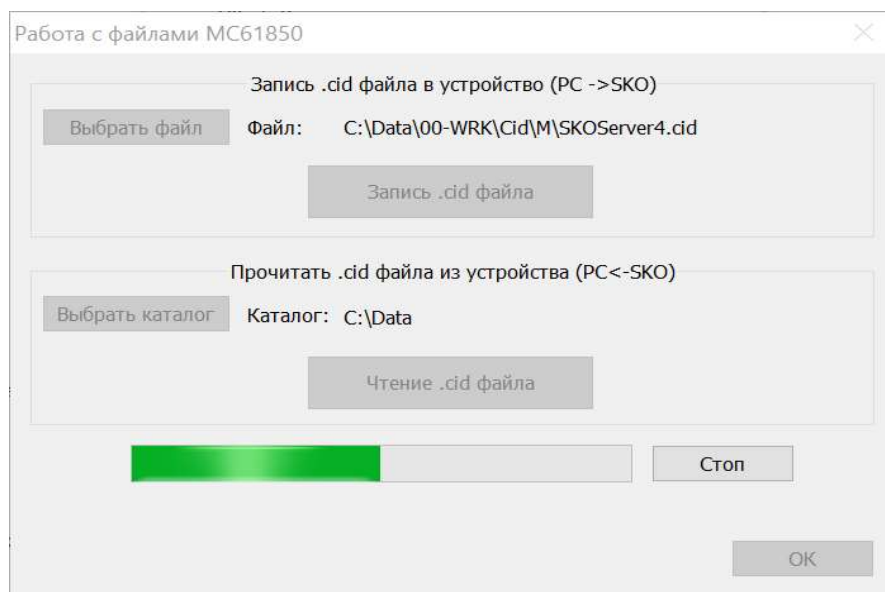 Работа с файлами MC61850
Запись .cid файла в устройство (PC ->SKO)
Выбрать файл Файл: C:\Data\00-WRK\Cid\M\SKOServer4.cid
Запись .cid файла
Прочитать .cid файла из устройства (PC<-SKO)
Выбрать каталог Каталог: C:\Data
Чтение .cid файла
Стоп
OK